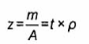 z = m/A = t × ρ